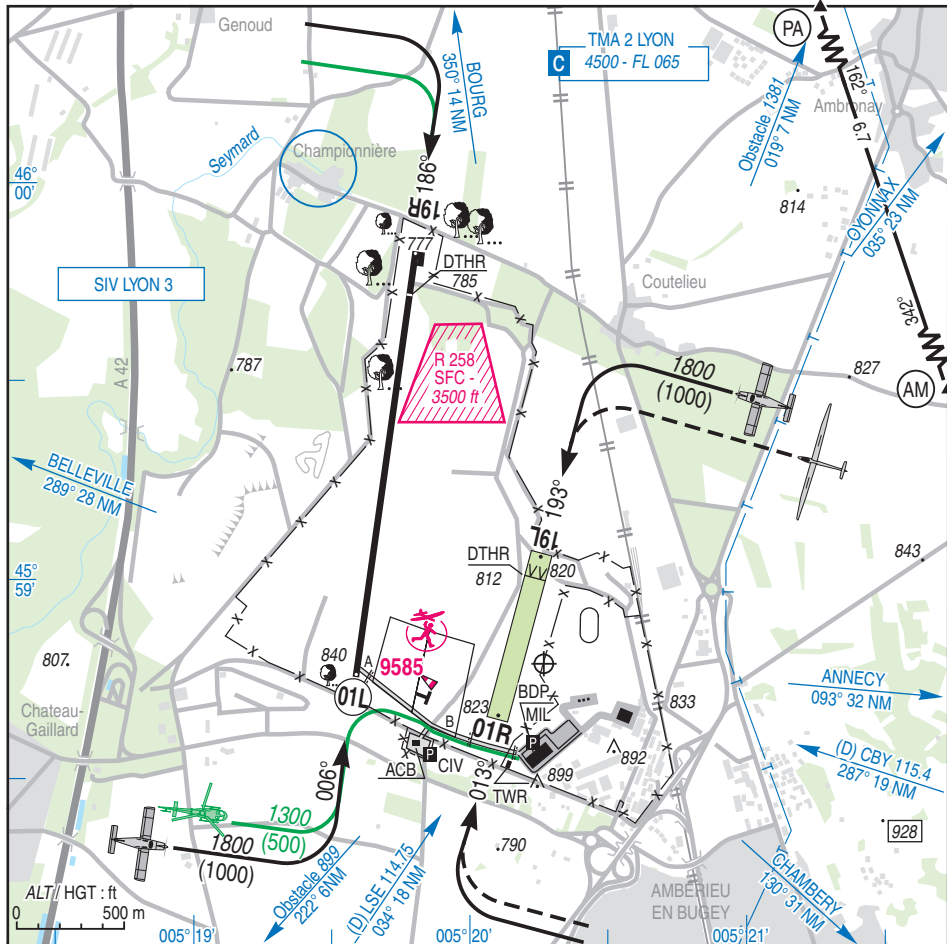 Genoud
BOURG
350° 14 NM
C
TMA 2 LYON
4500 - FL 065
PA
162°
6.7
Ambronay
Obstacle 1381
019° 7 NM
Seymard
Championnière
46°
00'
186°
19R
777
DTHR
785
814
OYONNAX
035° 23 NM
Coutelieu
SIV LYON 3
342°
A 42
787
R 258
SFC -
3500 ft
1800
(1000)
827
AM
BELLEVILLE
289° 28 NM
193°
19L
DTHR
812
820
843
45°
59'
807
840
A
9585
T
01L
B
823
01R
BDP
MIL
P
833
ANNECY
093° 32 NM
Chateau-
Gaillard
ACB
P
CIV
TWR
899
892
(D) CBY 115.4
287° 19 NM
006°
013°
1300
(500)
1800
(1000)
790
928
Obstacle 899
222° 6NM
(D) LSE 114.75
034° 18 NM
AMBERIEU
EN BUGEY
CHAMBERY
130° 31 NM
ALT / HGT : ft
0 500 m
005° 19'
005° 20'
005° 21'